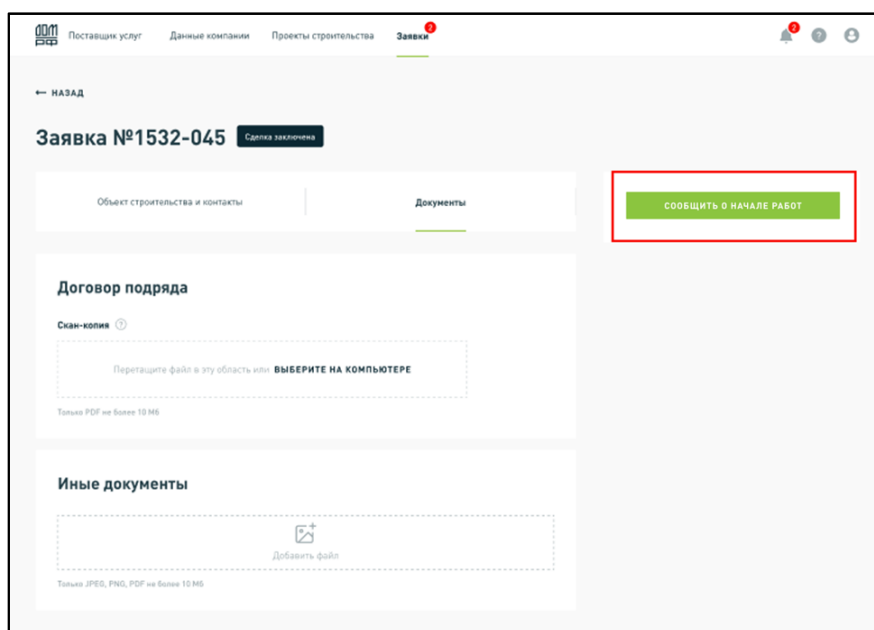 ДОМ РФ Поставщик услуг Данные компании Проекты строительства Заявки 2 2 ?
← НАЗАД
Заявка №1532-045 Сделка заключена
Объект строительства и контакты Документы СООБЩИТЬ О НАЧАЛЕ РАБОТ
Договор подряда
Скан-копия ?
Перетащите файл в эту область или ВЫБЕРИТЕ НА КОМПЬЮТЕРЕ
Только PDF не более 10 Мб
Иные документы
Добавить файл
Только JPEG, PNG, PDF не более 10 Мб